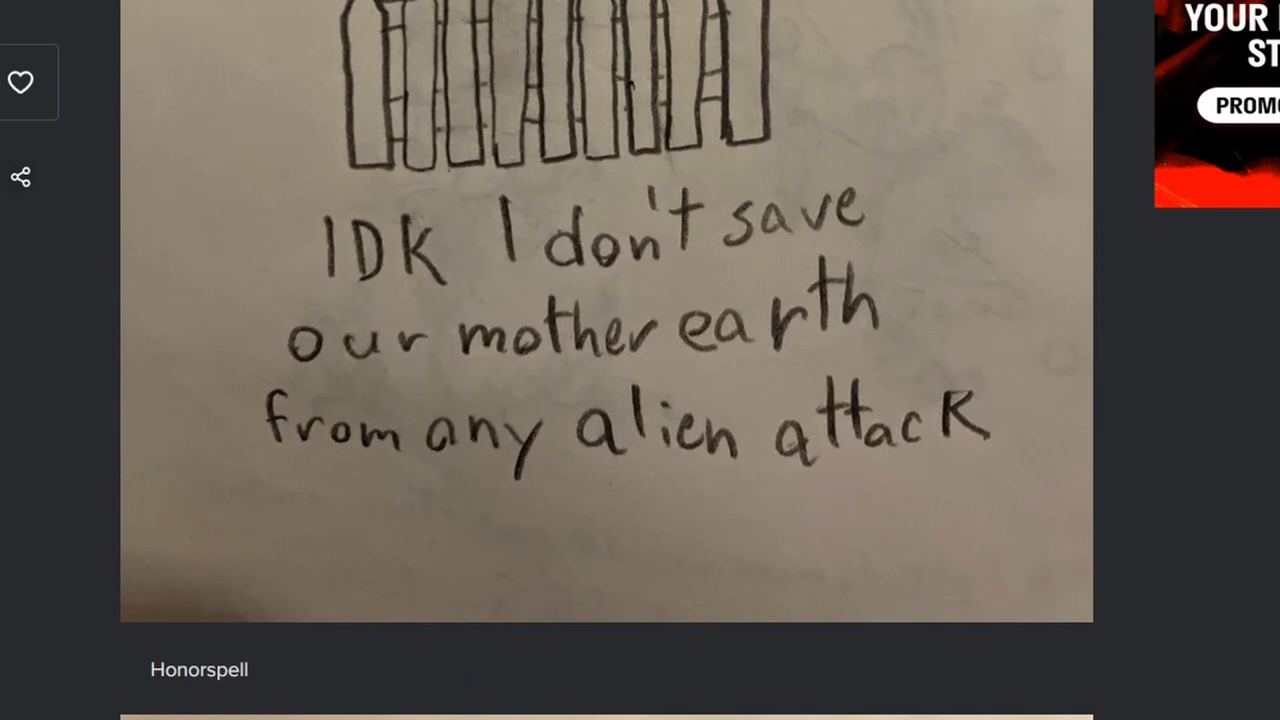 YOUR
ST
PROMO
IDK I don't save
our mother earth
from any alien attack
Honorspell